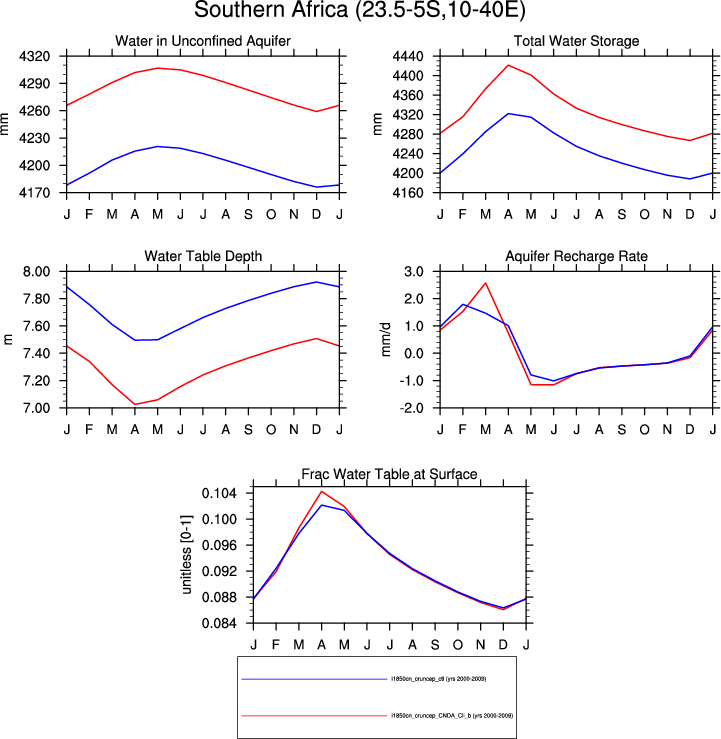 Southern Africa (23.5-5S,10-40E)
Water in Unconfined Aquifer
4320
4290
4260
4230
4200
4170
mm
J F M A M J J A S O N D J
Total Water Storage
4440
4400
4360
4320
4280
4240
4200
4160
mm
J F M A M J J A S O N D J
Water Table Depth
8.00
7.80
7.60
7.40
7.20
7.00
m
J F M A M J J A S O N D J
Aquifer Recharge Rate
3.0
2.0
1.0
0.0
-1.0
-2.0
mm/d
J F M A M J J A S O N D J
Frac Water Table at Surface
0.104
0.100
0.096
0.092
0.088
0.084
unitless [0-1]
J F M A M J J A S O N D J
i1850cn_cruncep_ctl (yrs 2000-2009)
i1850cn_cruncep_CNDA_Cli_b (yrs 2000-2009)